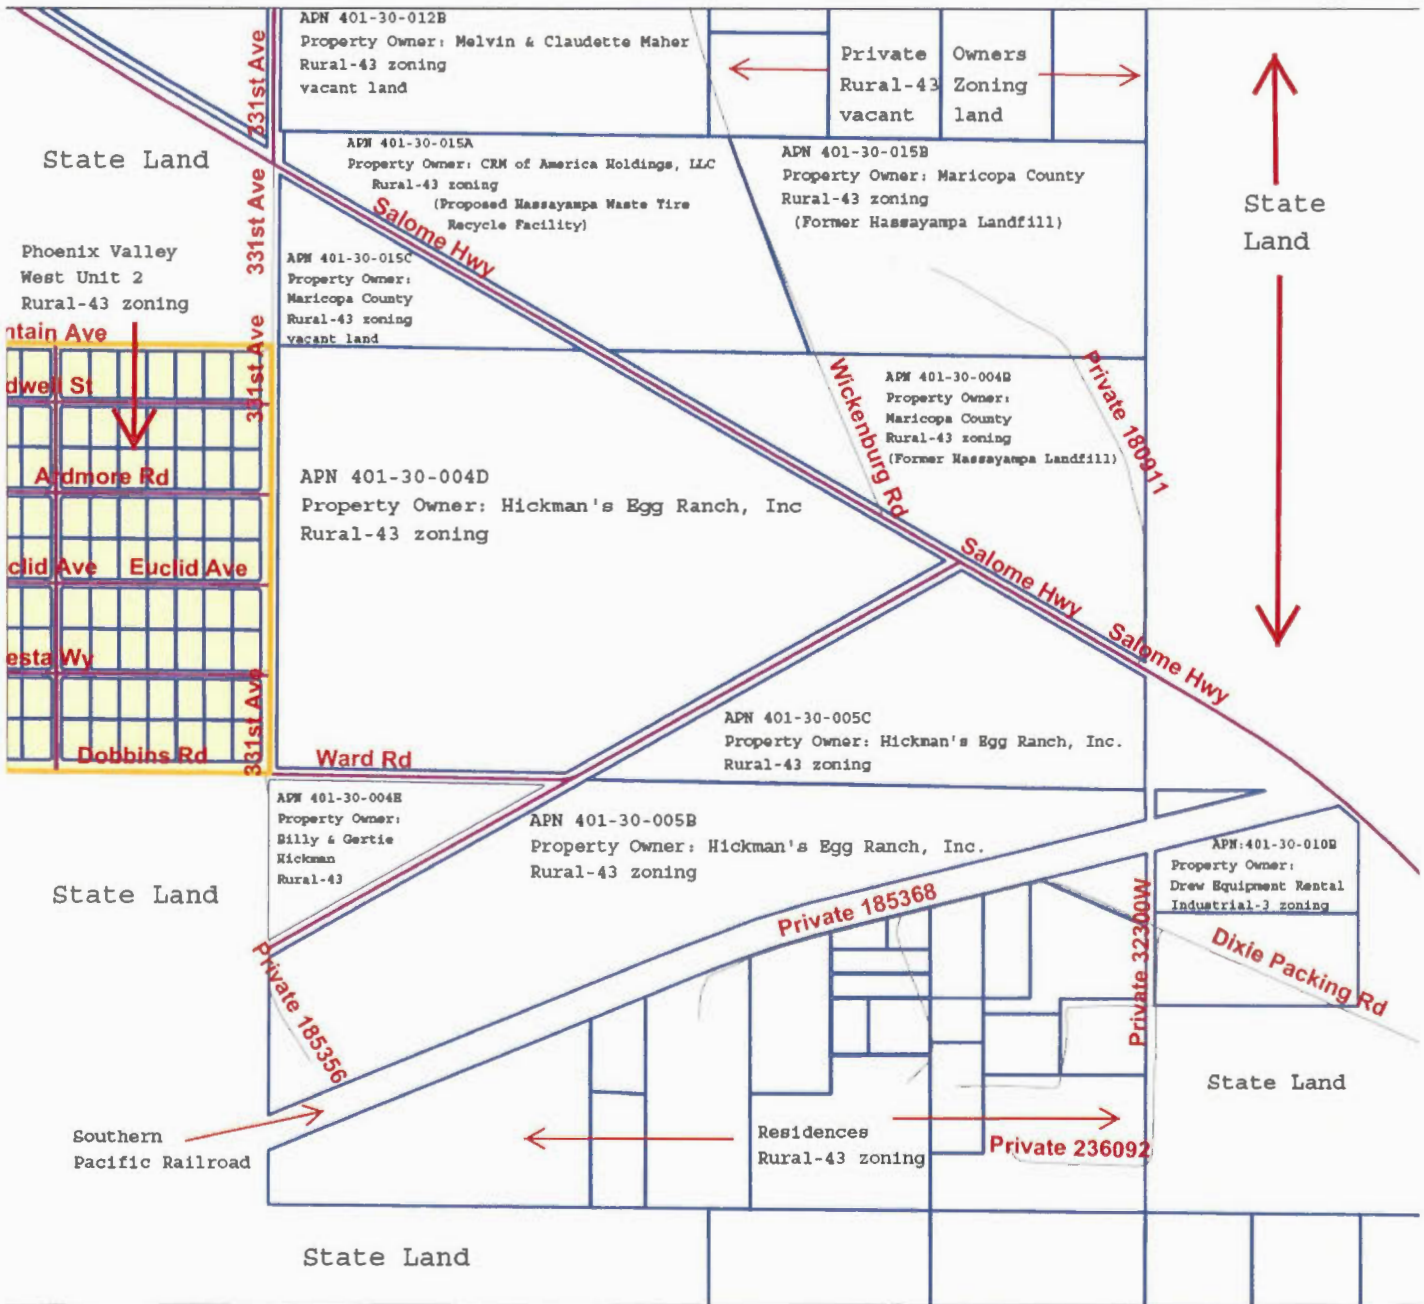 APN 401-30-012B
Property Owner: Melvin & Claudette Maher
Rural-43 zoning
vacant land
331st Ave
Private Owners
Rural-43 Zoning
vacant land
State Land
APN 401-30-015A
Property Owner: CRM of America Holdings, LLC
Rural-43 zoning
(Proposed Hassayampa Waste Tire
Recycle Facility)
APN 401-30-015B
Property Owner: Maricopa County
Rural-43 zoning
(Former Hassayampa Landfill)
State
Land
331st Ave
Salome Hwy
Phoenix Valley
West Unit 2
Rural-43 zoning
APN 401-30-015C
Property Owner:
Maricopa County
Rural-43 zoning
vacant land
ntain Ave
331st Ave
dwell St
Wickenburg Rd
APN 401-30-004B
Property Owner:
Maricopa County
Rural-43 zoning
(Former Hassayampa Landfill)
Private 180911
Ardmore Rd
APN 401-30-004D
Property Owner: Hickman's Egg Ranch, Inc
Rural-43 zoning
clid Ave
Euclid Ave
Salome Hwy
Salome Hwy
esta Wy
331st Ave
Dobbins Rd
Ward Rd
APN 401-30-005C
Property Owner: Hickman's Egg Ranch, Inc.
Rural-43 zoning
APN 401-30-004E
Property Owner:
Billy & Gertie
Hickman
Rural-43
APN 401-30-005B
Property Owner: Hickman's Egg Ranch, Inc.
Rural-43 zoning
APN:401-30-010B
Property Owner:
Drew Equipment Rental
Industrial-3 zoning
State Land
Private 185368
Private 32300W
Dixie Packing Rd
Private 185356
State Land
Southern
Pacific Railroad
Residences
Rural-43 zoning
Private 236092
State Land